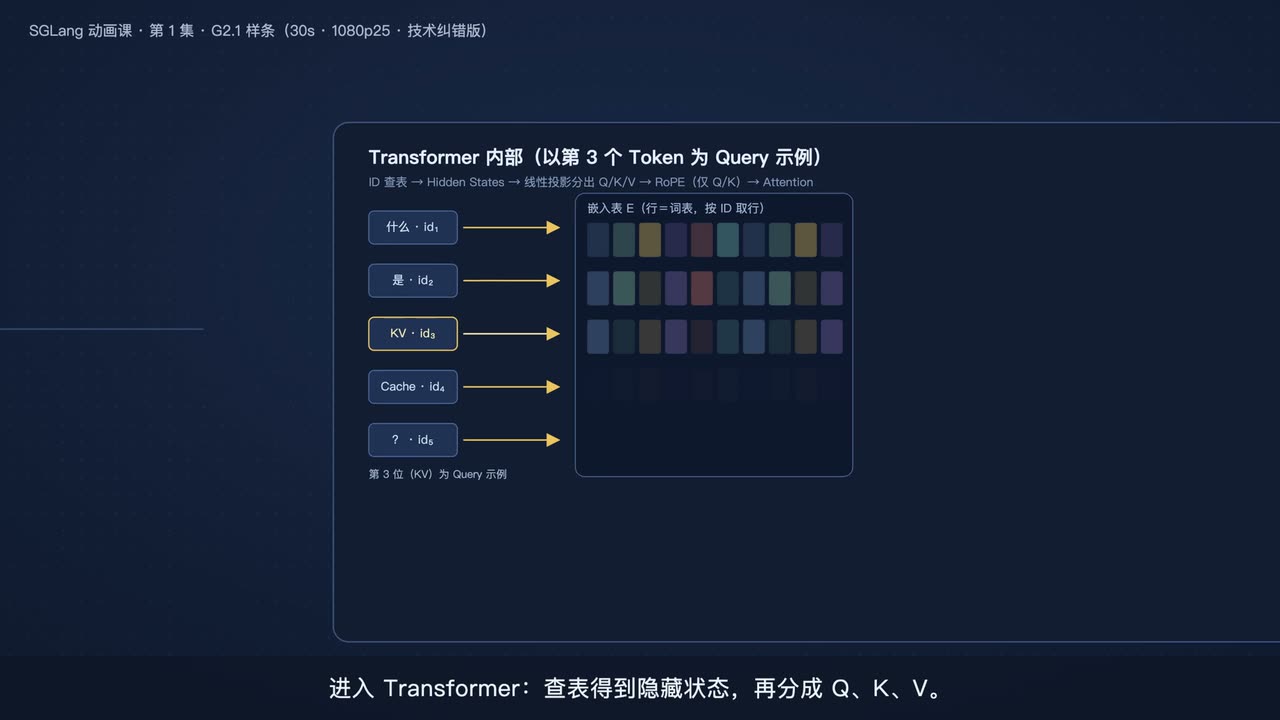 SGLang 动画课 · 第 1 集 · G2.1 样条（30s · 1080p25 · 技术纠错版）
Transformer 内部（以第 3 个 Token 为 Query 示例）
ID 查表 → Hidden States → 线性投影分出 Q/K/V → RoPE（仅 Q/K）→ Attention
嵌入表 E（行＝词表，按 ID 取行）
什么 · id₁
是 · id₂
KV · id₃
Cache · id₄
？ · id₅
第 3 位（KV）为 Query 示例
进入 Transformer：查表得到隐藏状态，再分成 Q、K、V。